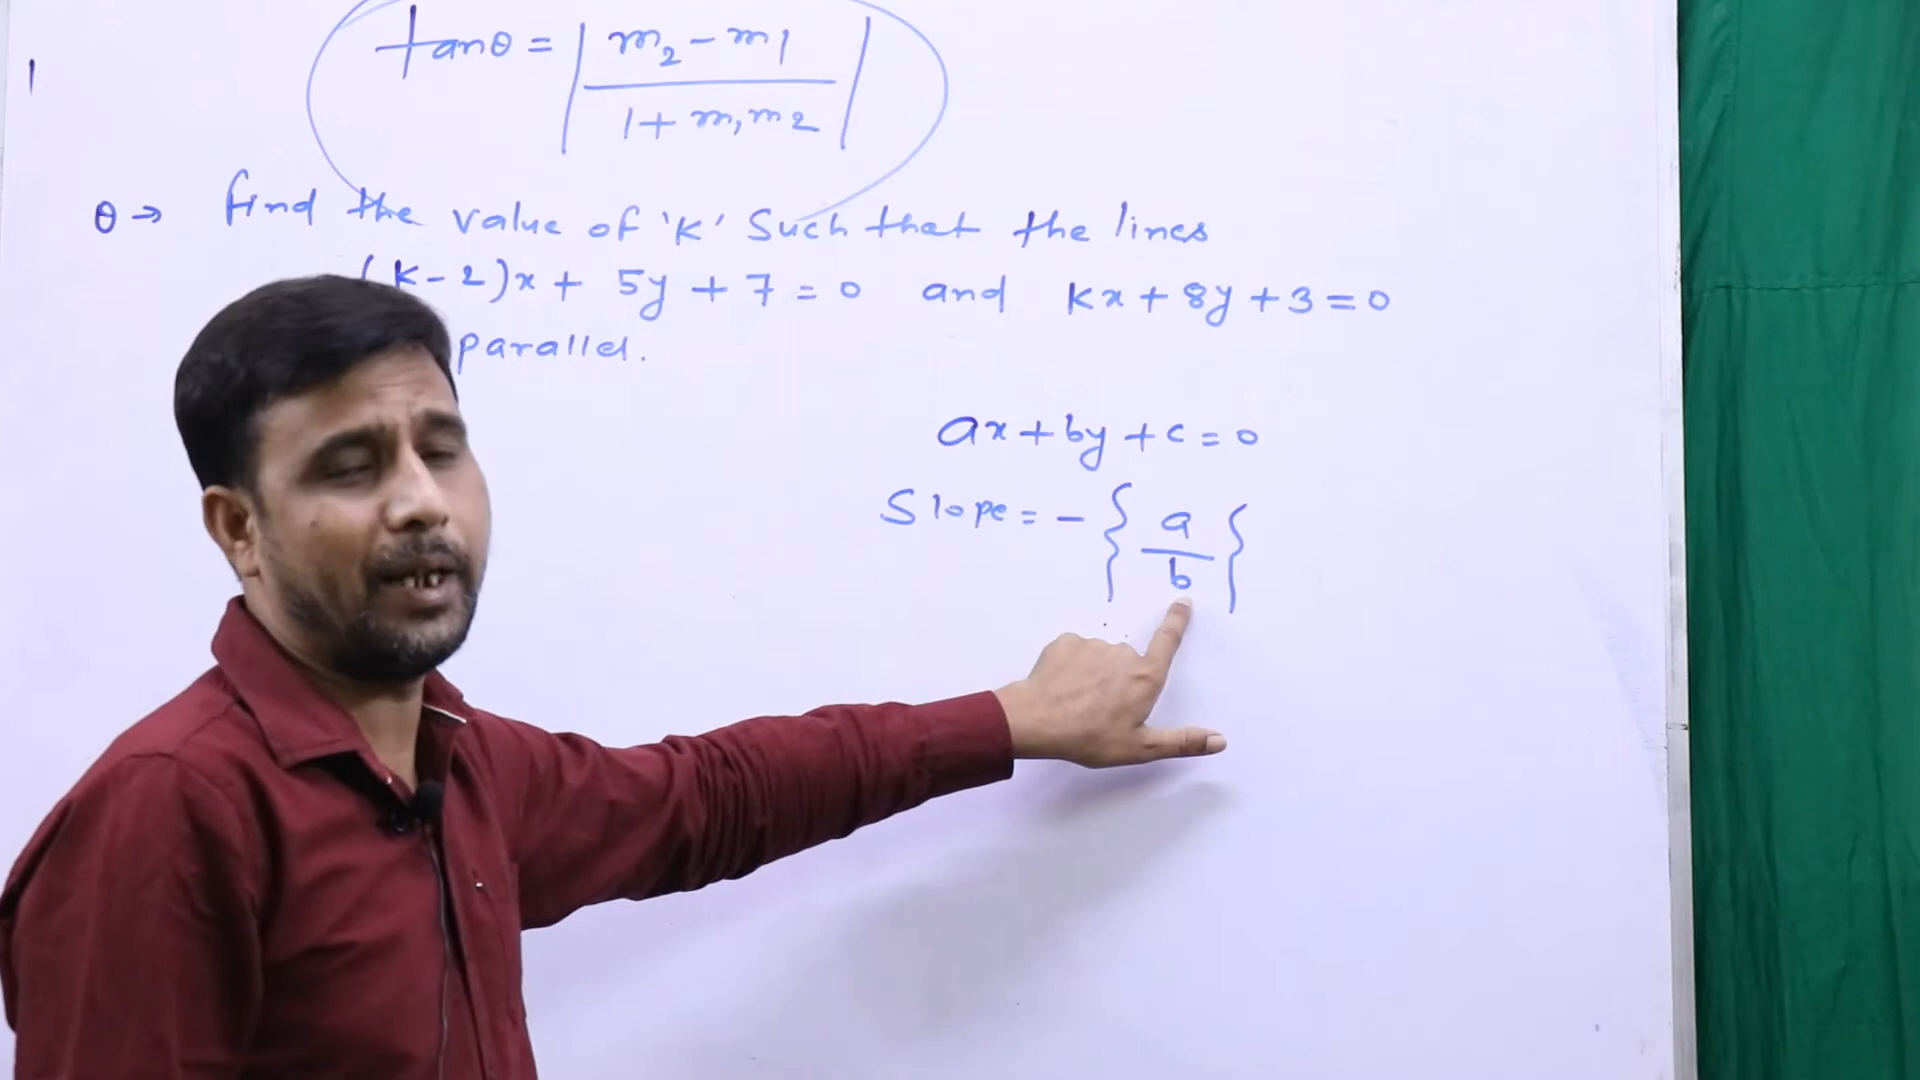 tanθ = | m2 - m1 / 1 + m1m2 |
θ → find the value of 'K' Such that the lines
(K-2)x + 5y + 7 = 0 and Kx + 8y + 3 = 0
parallel.
ax + by + c = 0
Slope = - { a / b }